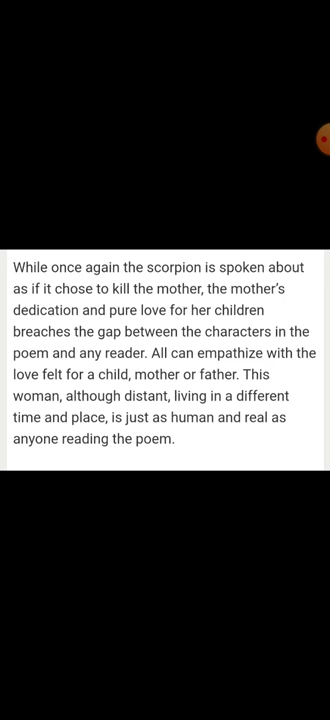 While once again the scorpion is spoken about
as if it chose to kill the mother, the mother’s
dedication and pure love for her children
breaches the gap between the characters in the
poem and any reader. All can empathize with the
love felt for a child, mother or father. This
woman, although distant, living in a different
time and place, is just as human and real as
anyone reading the poem.